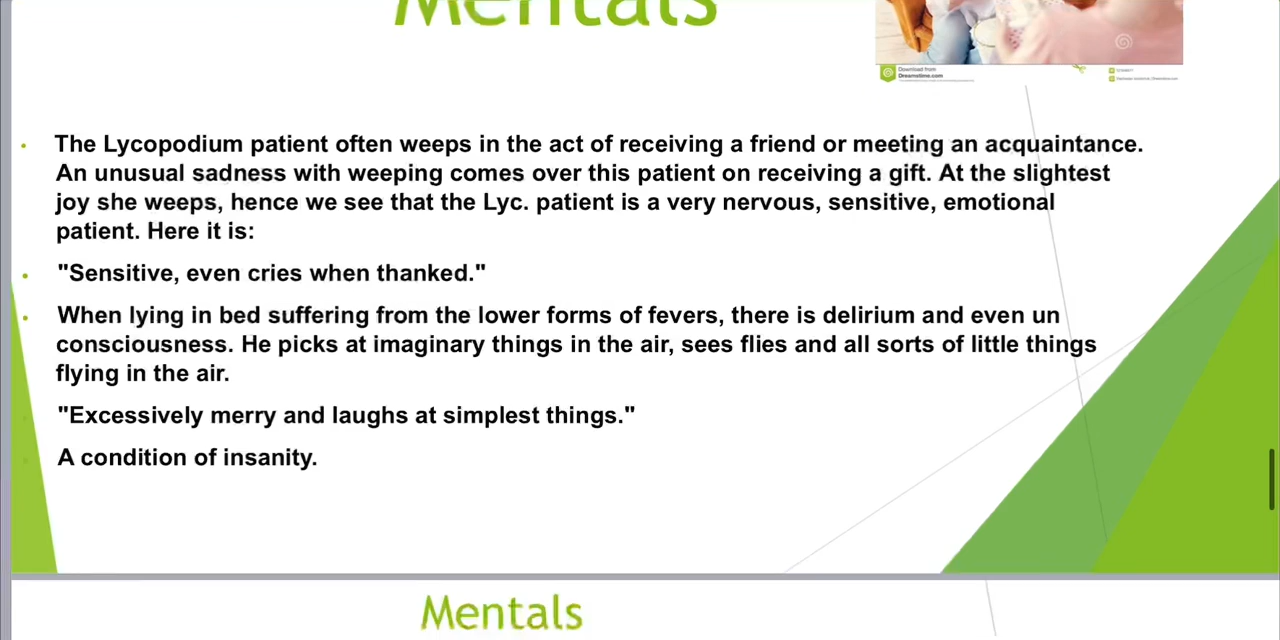 Mentals
Download from
Dreamstime.com
The Lycopodium patient often weeps in the act of receiving a friend or meeting an acquaintance.
An unusual sadness with weeping comes over this patient on receiving a gift. At the slightest
joy she weeps, hence we see that the Lyc. patient is a very nervous, sensitive, emotional
patient. Here it is:
"Sensitive, even cries when thanked."
When lying in bed suffering from the lower forms of fevers, there is delirium and even un
consciousness. He picks at imaginary things in the air, sees flies and all sorts of little things
flying in the air.
"Excessively merry and laughs at simplest things."
A condition of insanity.
Mentals